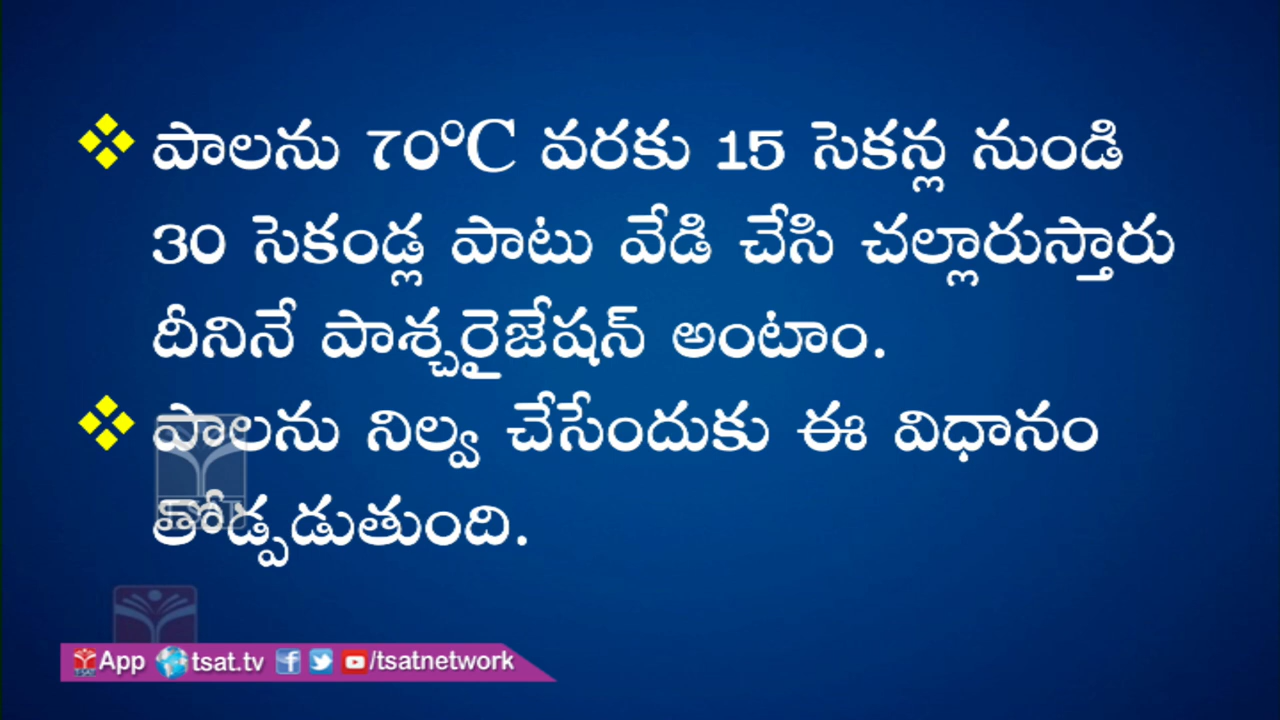 పాలను 70°C వరకు 15 సెకన్ల నుండి
30 సెకండ్ల పాటు వేడి చేసి చల్లారుస్తారు
దీనినే పాశ్చరైజేషన్ అంటాం.
పాలను నిల్వ చేసేందుకు ఈ విధానం
తోడ్పడుతుంది.
App tsat.tv /tsatnetwork